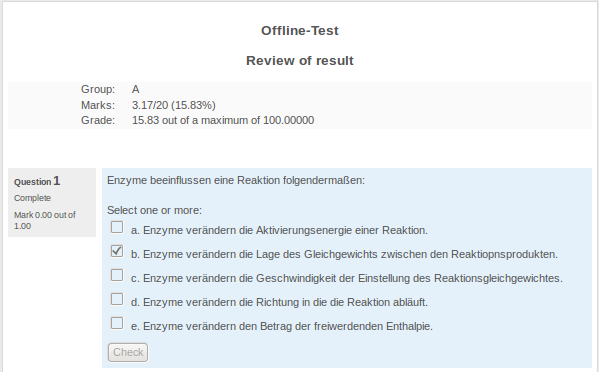 Offline-Test
Review of result
Group: A
Marks: 3.17/20 (15.83%)
Grade: 15.83 out of a maximum of 100.00000
Question 1
Complete
Mark 0.00 out of
1.00
Enzyme beeinflussen eine Reaktion folgendermaßen:
Select one or more:
a. Enzyme verändern die Aktivierungsenergie einer Reaktion.
b. Enzyme verändern die Lage des Gleichgewichts zwischen den Reaktiopnsprodukten.
c. Enzyme verändern die Geschwindigkeit der Einstellung des Reaktionsgleichgewichtes.
d. Enzyme verändern die Richtung in die die Reaktion abläuft.
e. Enzyme verändern den Betrag der freiwerdenden Enthalpie.
Check